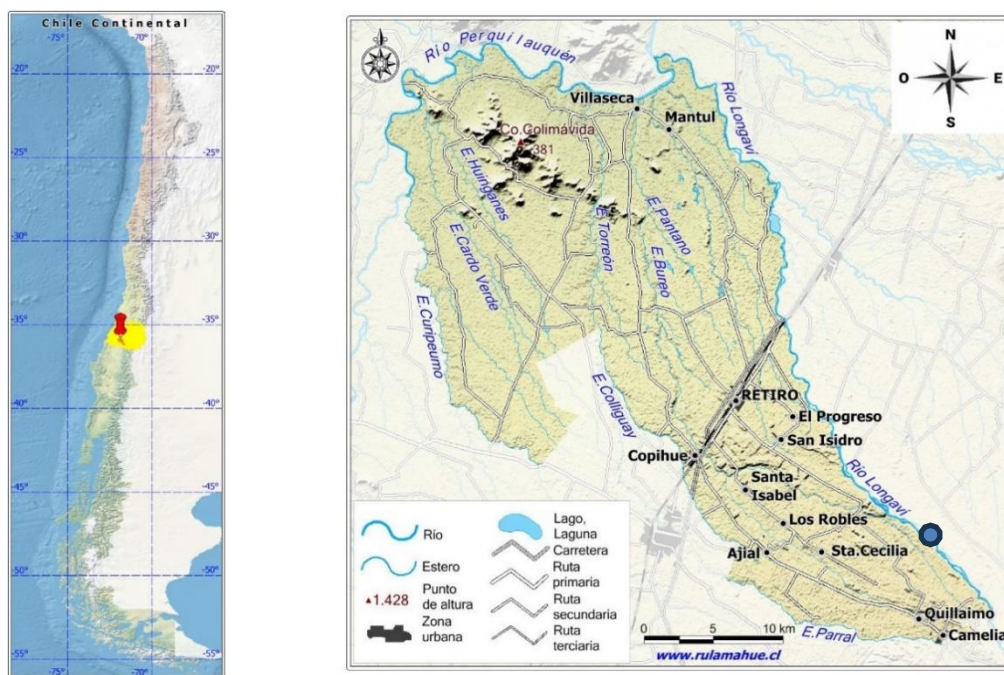 Chile Continental
-75°
-70°
-20°
-20°
-25°
-25°
-30°
-30°
-35°
-35°
-40°
-40°
-45°
-45°
-50°
-50°
-55°
-55°
-75°
-70°
Río Perquilauquén
N
O
E
S
Villaseca
Mantul
Río Longaví
Co.Colimávida
381
E.Huinganes
E.Cardo Verde
E.Curipeumo
E.Torreón
E.Pantano
E.Bureo
E.Colliguay
RETIRO
El Progreso
San Isidro
Copihue
Río Longaví
Santa
Isabel
Los Robles
Ajial
Sta.Cecilia
Quillaimo
Camelia
E.Parral
Río
Estero
1.428
Punto
de altura
Zona
urbana
Lago,
Laguna
Carretera
Ruta
primaria
Ruta
secundaria
Ruta
terciaria
0
5
10 km
www.rulamahue.cl